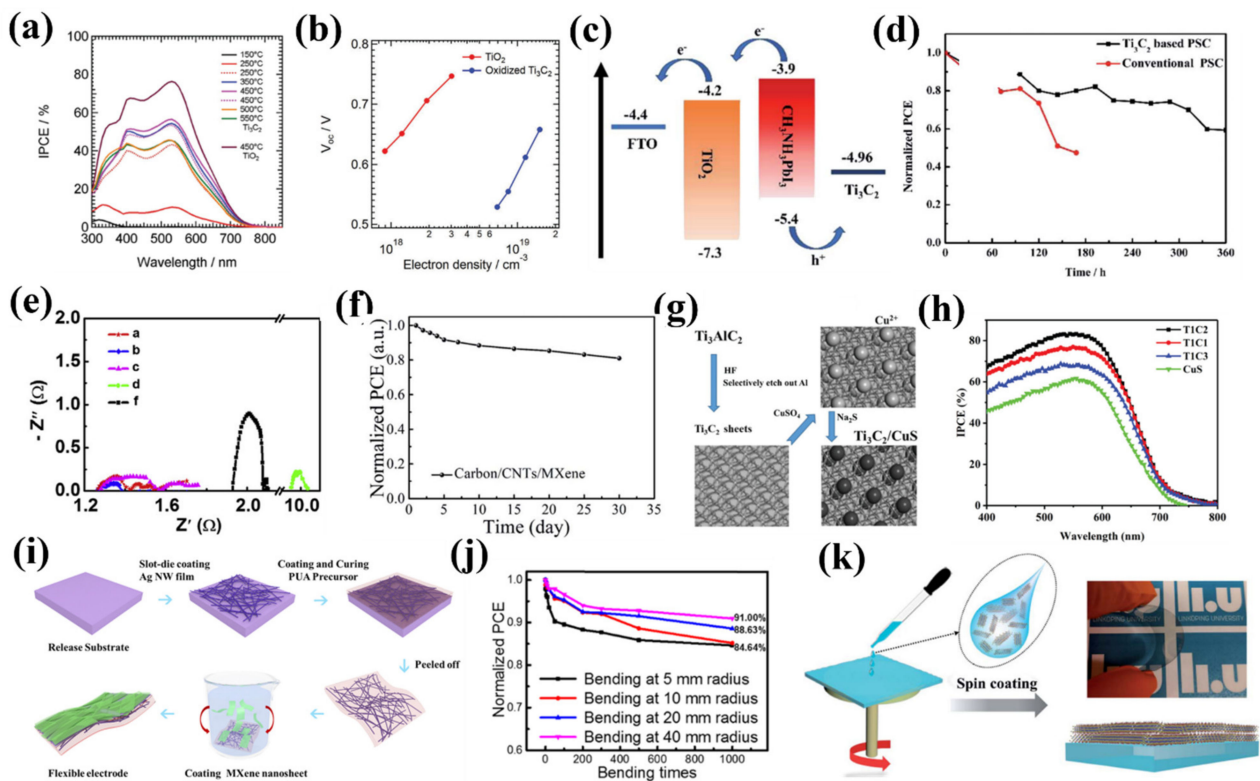 (a)
100
80
60
40
20
0
IPCE / %
150°C
250°C
250°C
350°C
450°C
450°C
500°C
550°C
Ti₃C₂
450°C
TiO₂
300 400 500 600 700 800
Wavelength / nm
(b)
0.8
0.7
0.6
0.5
Voc / V
TiO₂
Oxidized Ti₃C₂
10¹⁸ 2 4 6 10¹⁹ 2
Electron density / cm⁻³
(c)
e⁻ e⁻
-3.9
-4.2
-4.4
FTO
TiO₂
CH₃NH₃PbI₃
-4.96
Ti₃C₂
-5.4
-7.3
h⁺
(d)
Ti₃C₂ based PSC
Conventional PSC
1.0
0.8
0.6
0.4
0.2
0.0
Normalized PCE
0 60 120 180 240 300 360
Time / h
(e)
2.0
1.5
1.0
0.5
0.0
- Z″ (Ω)
a
b
c
d
f
1.2 1.6 2.0 10.0
Z′ (Ω)
(f)
1.0
0.8
0.6
0.4
0.2
0.0
Normalized PCE (a.u.)
Carbon/CNTs/MXene
0 5 10 15 20 25 30 35
Time (day)
(g)
Ti₃AlC₂
HF
Selectively etch out Al
Ti₃C₂ sheets
CuSO₄
Cu²⁺
Na₂S
Ti₃C₂/CuS
(h)
80
60
40
20
0
IPCE (%)
T1C2
T1C1
T1C3
CuS
400 500 600 700 800
Wavelength (nm)
(i)
Slot-die coating
Ag NW film
Coating and Curing
PUA Precursor
Release Substrate
Peeled off
Flexible electrode
Coating MXene nanosheet
(j)
1.0
0.9
0.8
0.7
0.6
Normalized PCE
91.00%
88.63%
84.64%
Bending at 5 mm radius
Bending at 10 mm radius
Bending at 20 mm radius
Bending at 40 mm radius
0 200 400 600 800 1000
Bending times
(k)
Spin coating
li.u
LINKÖPING UNIVERSITY